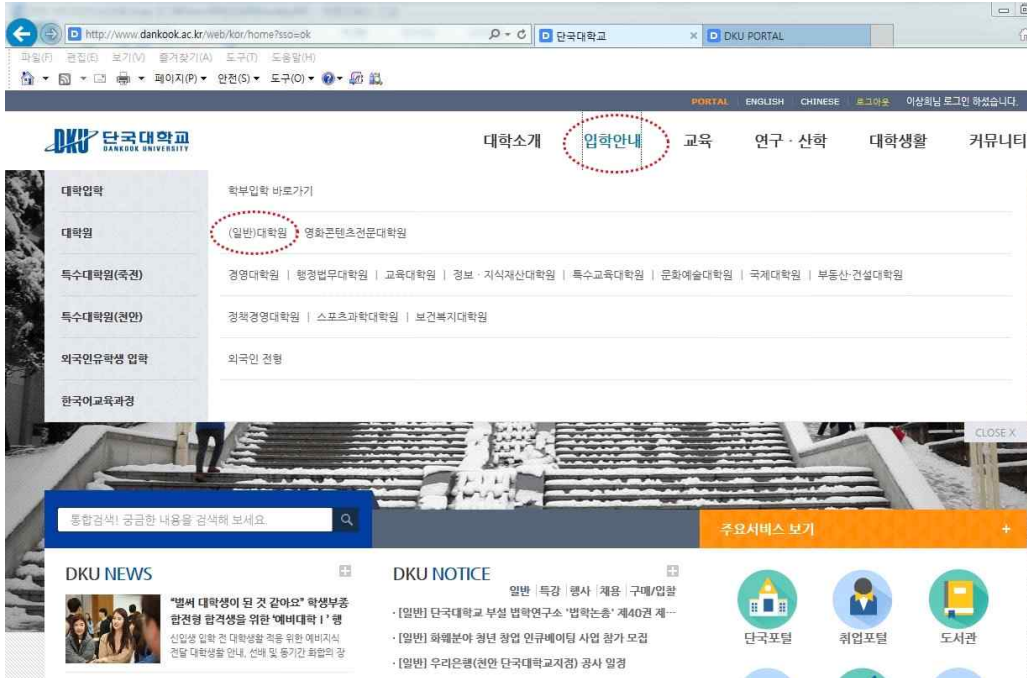 http://www.dankook.ac.kr/web/kor/home?sso=ok
단국대학교
DKU PORTAL
파일(F) 편집(E) 보기(V) 즐겨찾기(A) 도구(T) 도움말(H)
페이지(P) 안전(S) 도구(O)
PORTAL ENGLISH CHINESE 로그아웃 이상희님 로그인 하셨습니다.
DKU 단국대학교
DANKOOK UNIVERSITY
대학소개 입학안내 교육 연구 · 산학 대학생활 커뮤니티
대학입학 학부입학 바로가기
대학원 (일반)대학원 영화콘텐츠전문대학원
특수대학원(죽전) 경영대학원 | 행정법무대학원 | 교육대학원 | 정보 · 지식재산대학원 | 특수교육대학원 | 문화예술대학원 | 국제대학원 | 부동산·건설대학원
특수대학원(천안) 정책경영대학원 | 스포츠과학대학원 | 보건복지대학원
외국인유학생 입학 외국인 전형
한국어교육과정
CLOSE X
통합검색! 궁금한 내용을 검색해 보세요.
주요서비스 보기 +
DKU NEWS
"벌써 대학생이 된 것 같아요" 학생부종
합전형 합격생을 위한 '예비대학 I' 행
신입생 입학 전 대학생활 적응 위한 예비지식
전달 대학생활 안내, 선배 및 동기간 화합의 장
DKU NOTICE
일반 특강 행사 채용 구매/입찰
· [일반] 단국대학교 부설 법학연구소 '법학논총' 제40권 제…
· [일반] 화훼분야 청년 창업 인큐베이팅 사업 참가 모집
· [일반] 우리은행(천안 단국대학교지점) 공사 일정
단국포털 취업포털 도서관